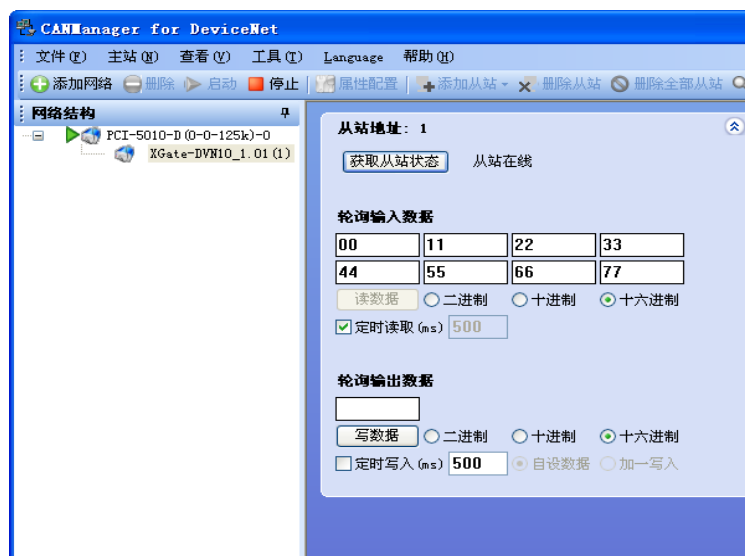 CANManager for DeviceNet
文件(F) 主站(M) 查看(V) 工具(T) Language 帮助(H)
添加网络 删除 启动 停止 属性配置 添加从站 删除从站 删除全部从站
网络结构
PCI-5010-D(0-0-125k)-0
XGate-DVN10_1.01(1)
从站地址: 1
获取从站状态 从站在线
轮询输入数据
00 11 22 33
44 55 66 77
读数据 二进制 十进制 十六进制
定时读取(ms) 500
轮询输出数据
写数据 二进制 十进制 十六进制
定时写入(ms) 500 自设数据 加一写入